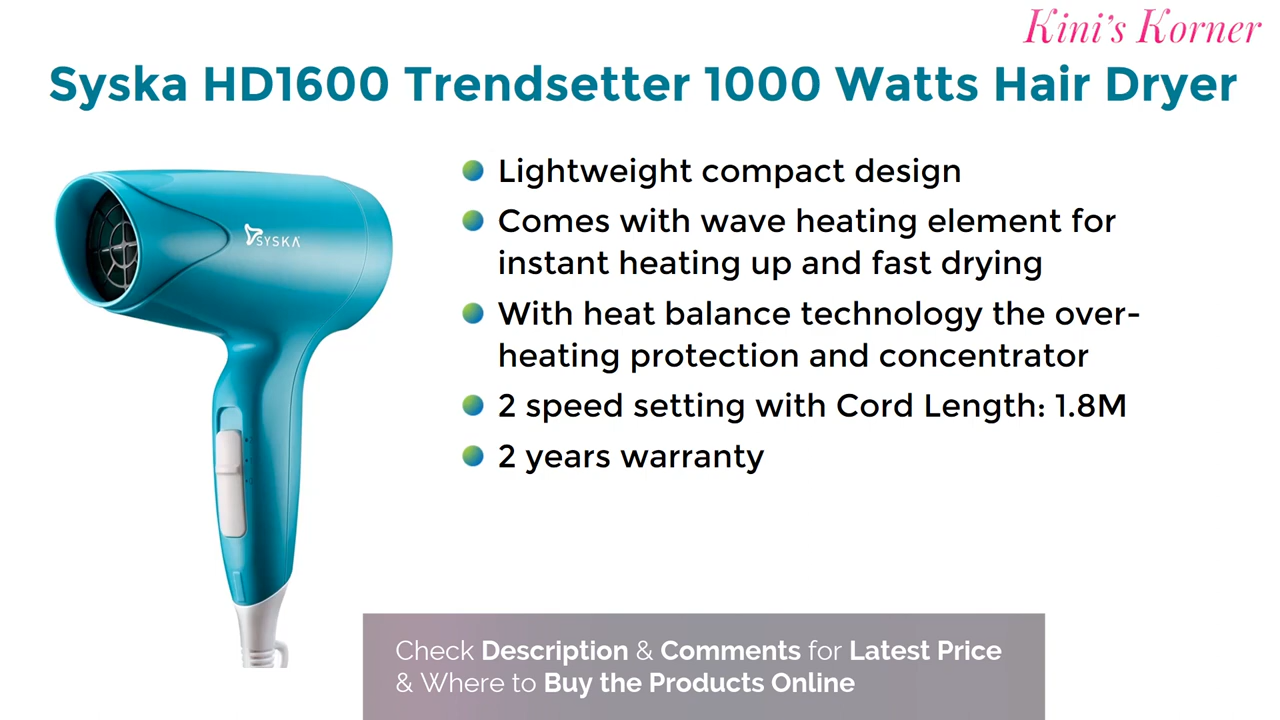 Kini's Korner
Syska HD1600 Trendsetter 1000 Watts Hair Dryer
SYSKA
Lightweight compact design
Comes with wave heating element for
instant heating up and fast drying
With heat balance technology the over-
heating protection and concentrator
2 speed setting with Cord Length: 1.8M
2 years warranty
Check Description & Comments for Latest Price
& Where to Buy the Products Online